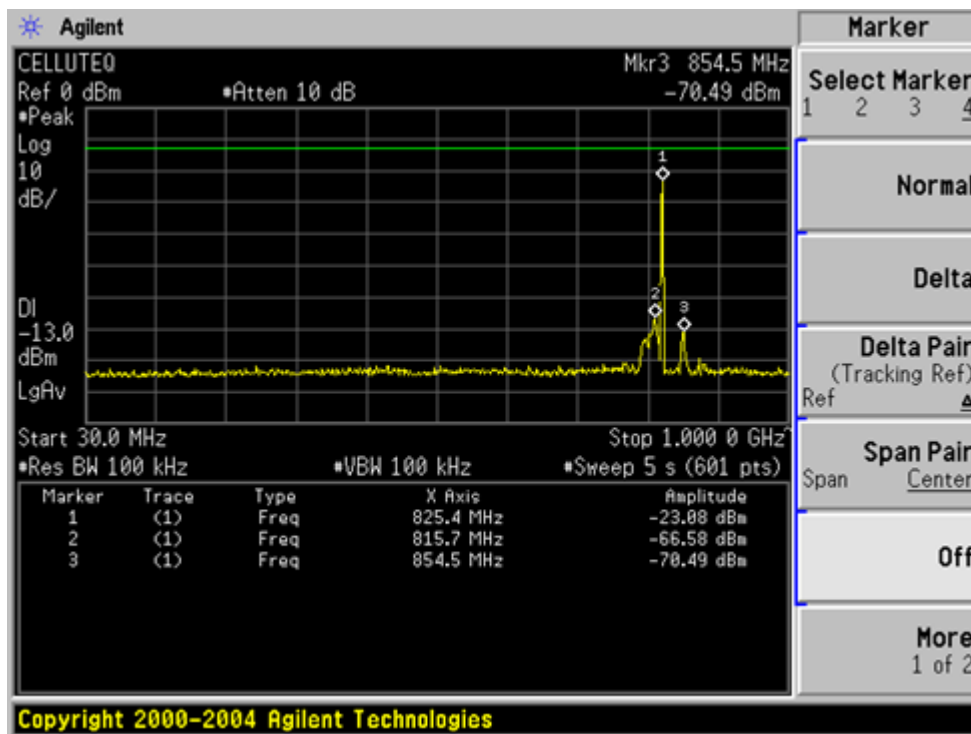 Agilent
Marker
CELLUTEQ
Mkr3 854.5 MHz
Ref 0 dBm
*Atten 10 dB
-70.49 dBm
*Peak
Log
10
dB/
1
2
3
DI
-13.0
dBm
LgAv
Start 30.0 MHz
Stop 1.000 0 GHz^
*Res BW 100 kHz
*VBW 100 kHz
*Sweep 5 s (601 pts)
Marker Trace Type X Axis Amplitude
1 (1) Freq 825.4 MHz -23.08 dBm
2 (1) Freq 815.7 MHz -66.58 dBm
3 (1) Freq 854.5 MHz -70.49 dBm
Select Marker
1 2 3 4
Normal
Delta
Delta Pair
(Tracking Ref)
Ref Δ
Span Pair
Span Center
Off
More
1 of 2
Copyright 2000-2004 Agilent Technologies